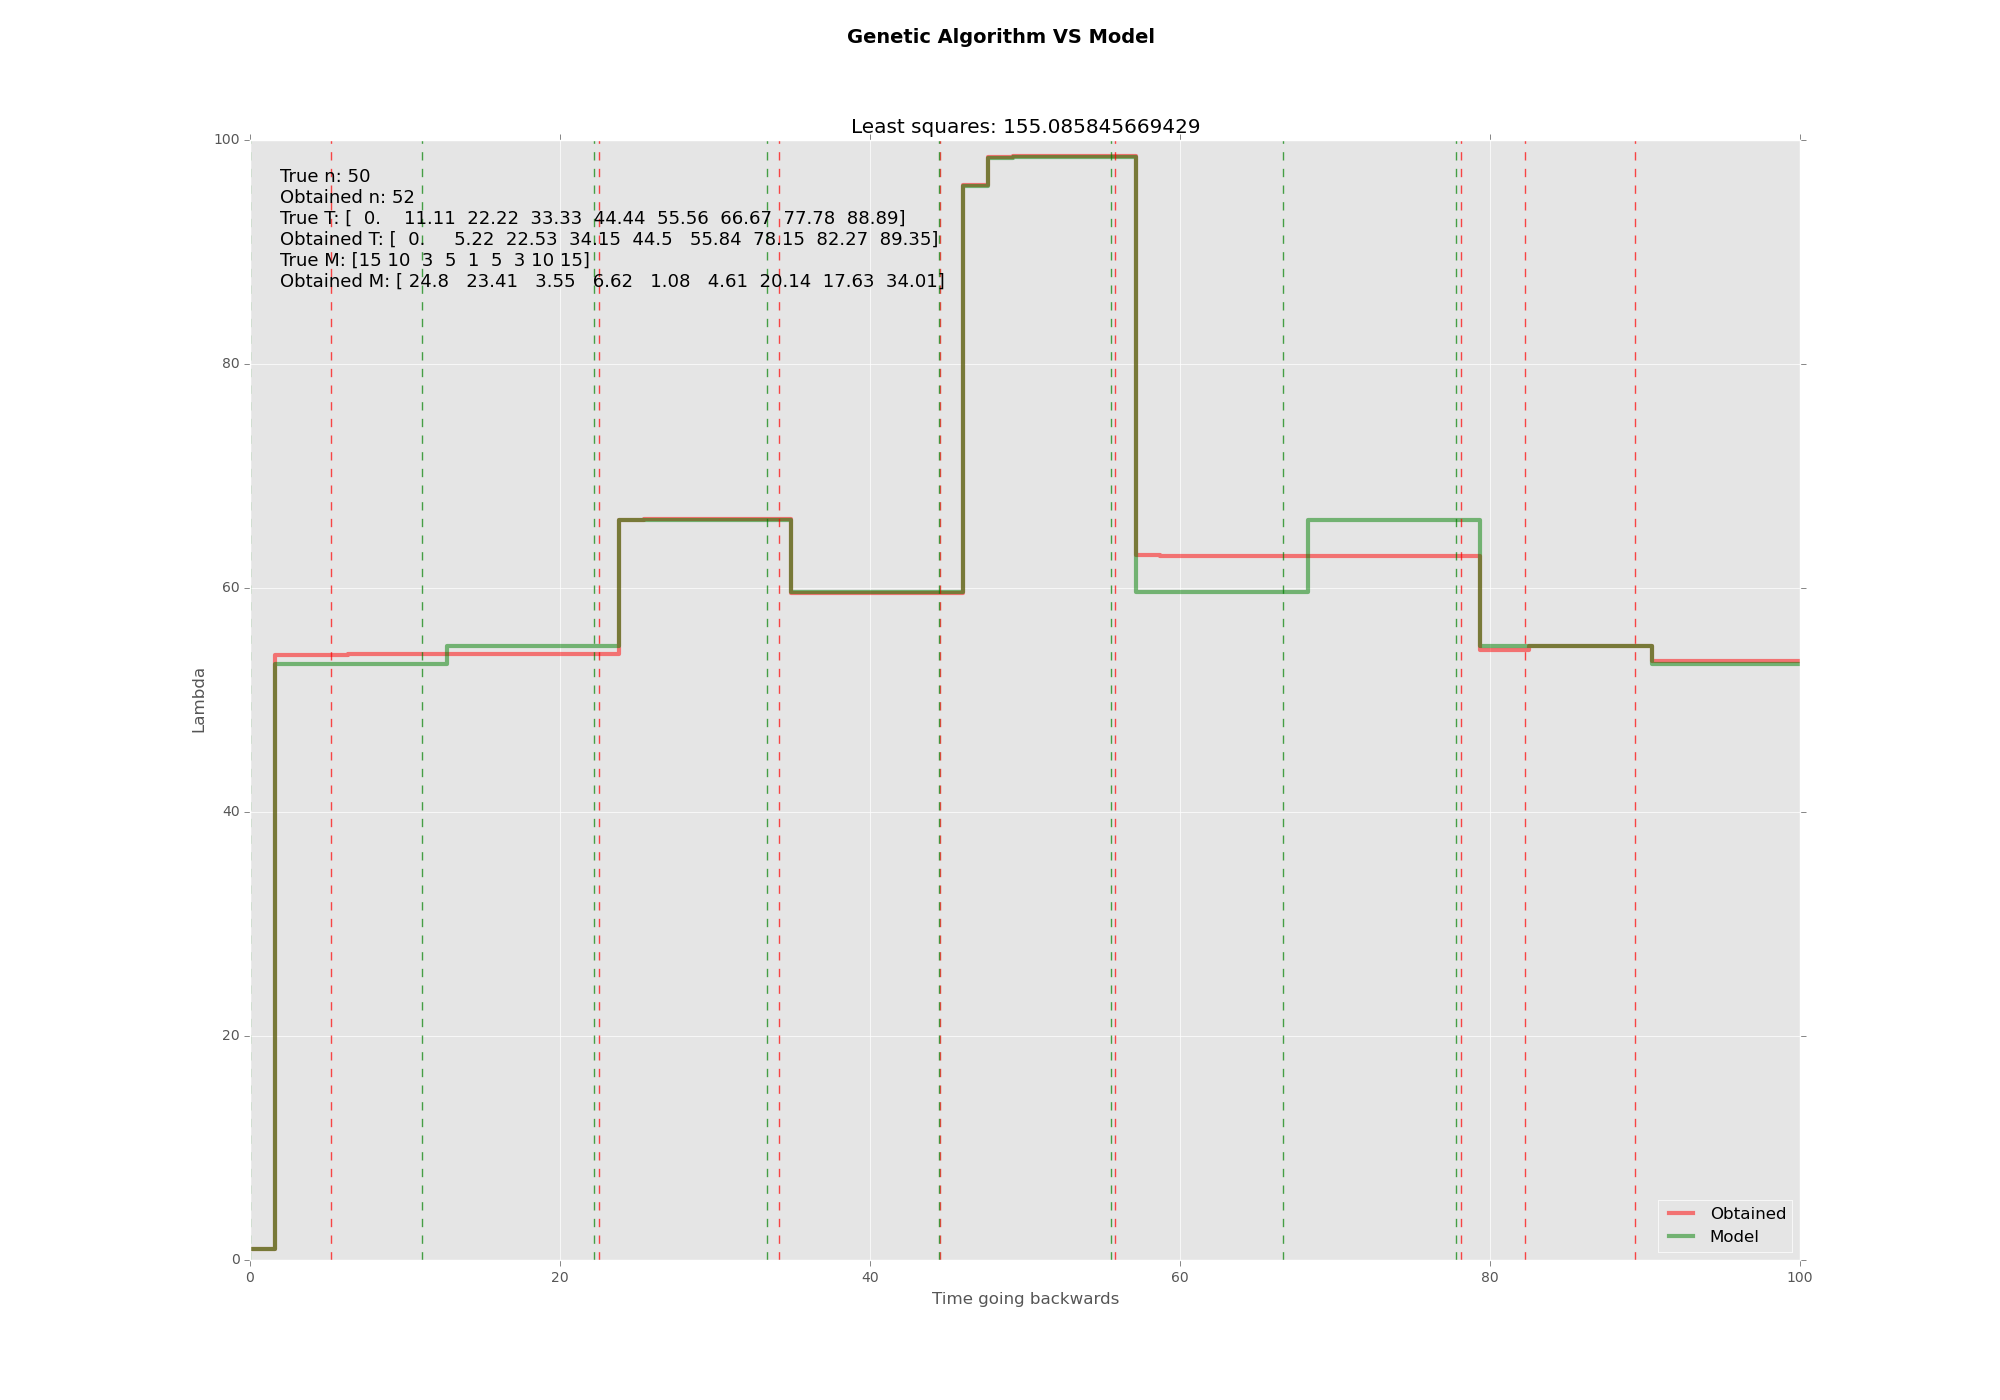 Genetic Algorithm VS Model
Least squares: 155.085845669429
100
True n: 50
Obtained n: 52
True T: [  0.    11.11  22.22  33.33  44.44  55.56  66.67  77.78  88.89]
Obtained T: [  0.     5.22  22.53  34.15  44.5   55.84  78.15  82.27  89.35]
True M: [15 10  3  5  1  5  3 10 15]
Obtained M: [ 24.8   23.41   3.55   6.62   1.08   4.61  20.14  17.63  34.01]
80
60
Lambda
40
20
Obtained
Model
0
0 20 40 60 80 100
Time going backwards